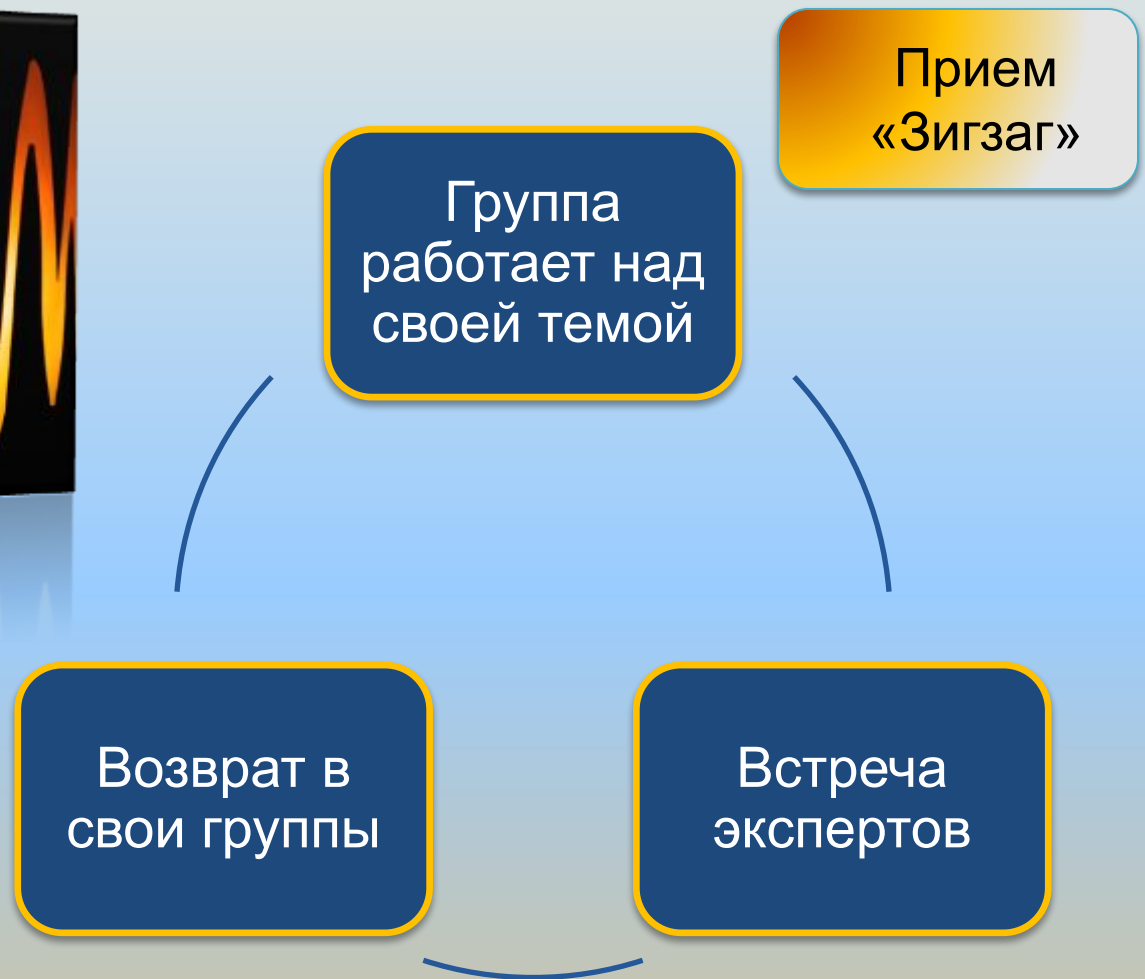 Прием
«Зигзаг»
Группа
работает над
своей темой
Возврат в
свои группы
Встреча
экспертов